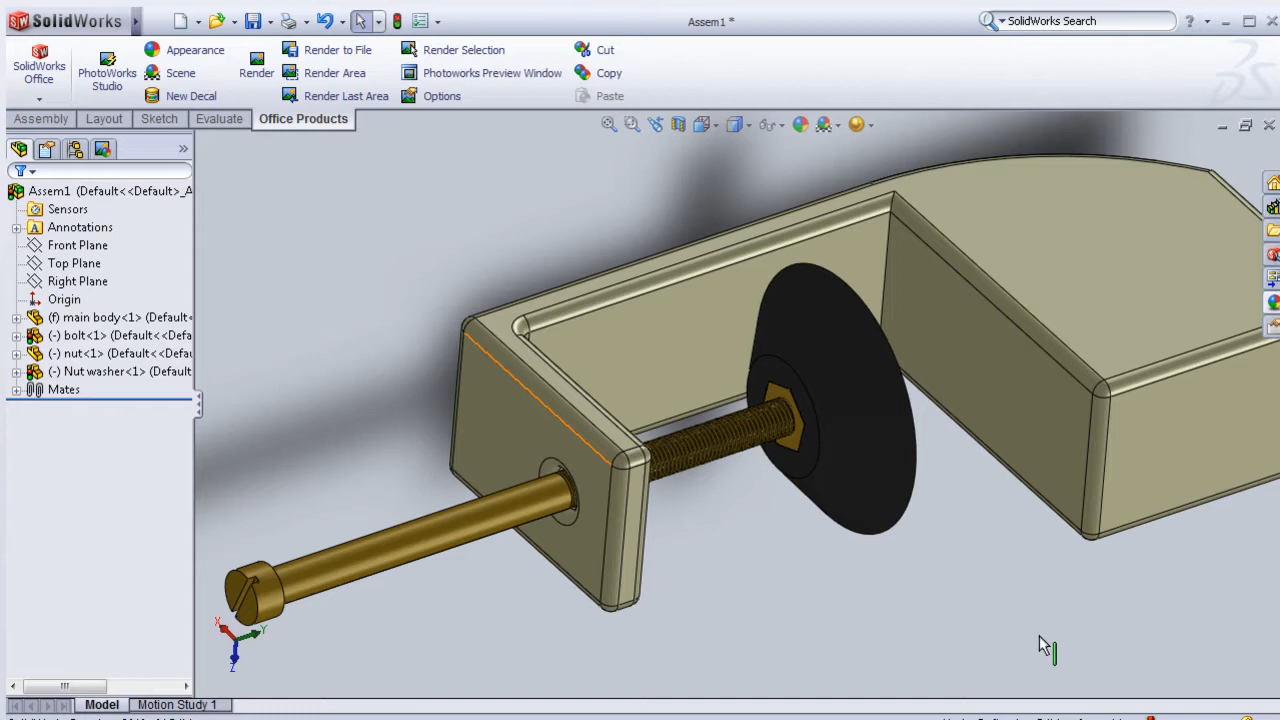 SolidWorks
Assem1 *
SolidWorks Search
SolidWorks
Office
PhotoWorks
Studio
Appearance
Scene
New Decal
Render
Render to File
Render Area
Render Last Area
Render Selection
Photoworks Preview Window
Options
Cut
Copy
Paste
Assembly
Layout
Sketch
Evaluate
Office Products
Assem1 (Default<<Default>_A
Sensors
Annotations
Front Plane
Top Plane
Right Plane
Origin
(f) main body<1> (Default<
(-) bolt<1> (Default<<Defa
(-) nut<1> (Default<<Defau
(-) Nut washer<1> (Default
Mates
X
Y
Z
Model
Motion Study 1